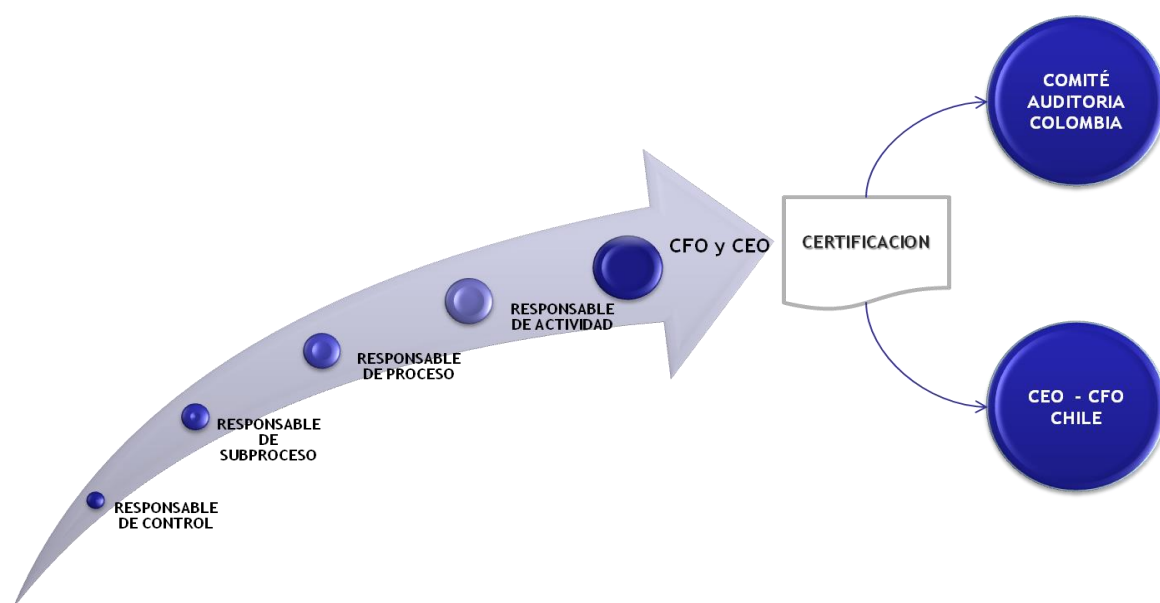 COMITÉ
AUDITORIA
COLOMBIA
CFO y CEO
CERTIFICACION
RESPONSABLE
DE ACTIVIDAD
RESPONSABLE
DE PROCESO
CEO - CFO
CHILE
RESPONSABLE
DE
SUBPROCESO
RESPONSABLE
DE CONTROL